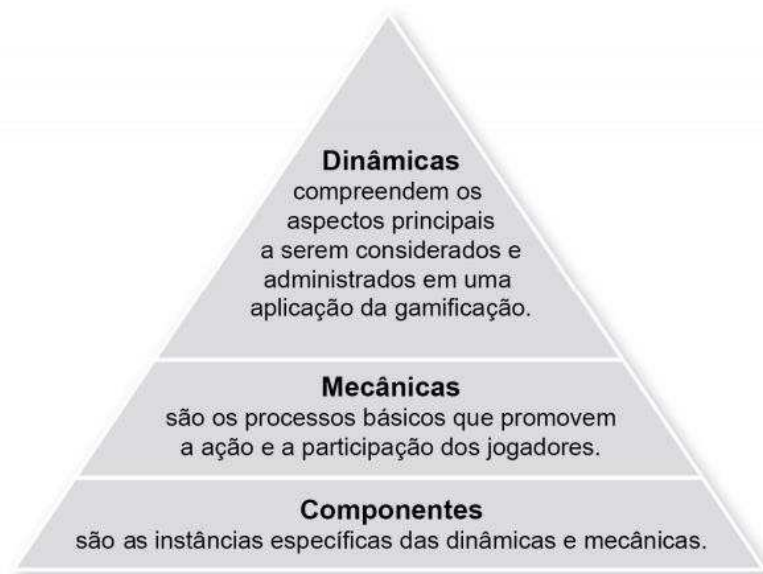 Dinâmicas
compreendem os
aspectos principais
a serem considerados e
administrados em uma
aplicação da gamificação.
Mecânicas
são os processos básicos que promovem
a ação e a participação dos jogadores.
Componentes
são as instâncias específicas das dinâmicas e mecânicas.